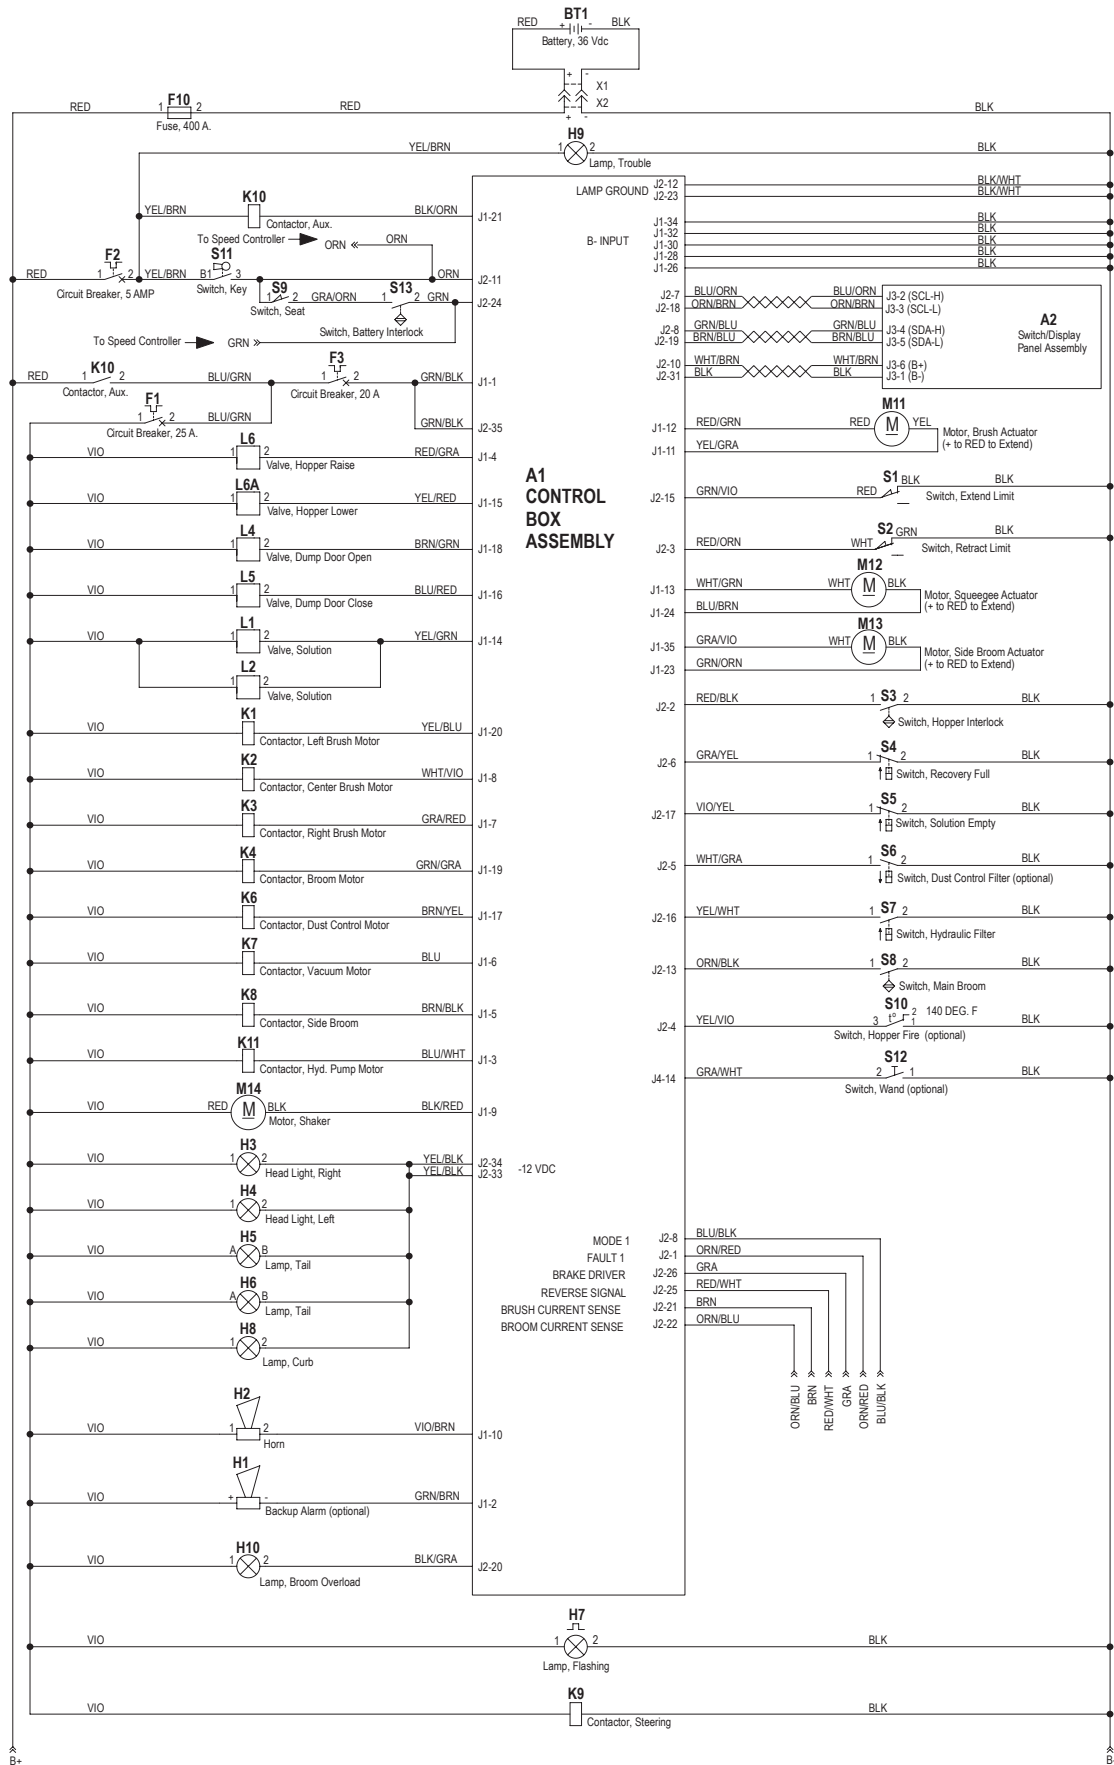 BT1
RED + - BLK
Battery, 36 Vdc
+ -
X1
X2
+ -
RED 1 F10 2 RED BLK
Fuse, 400 A.
H9
YEL/BRN 1 2 BLK
Lamp, Trouble
LAMP GROUND J2-12 BLK/WHT
J2-23 BLK/WHT
K10
YEL/BRN BLK/ORN J1-21
Contactor, Aux.
B- INPUT
J1-34 BLK
J1-32 BLK
J1-30 BLK
J1-28 BLK
J1-26 BLK
To Speed Controller ORN ORN
F2 S11
RED 1 2 YEL/BRN B1 3 ORN J2-11
Circuit Breaker, 5 AMP
Switch, Key
S9 S13
1 2 GRA/ORN 1 2 GRN J2-24
Switch, Seat
Switch, Battery Interlock
To Speed Controller GRN
J2-7 BLU/ORN BLU/ORN J3-2 (SCL-H)
J2-18 ORN/BRN ORN/BRN J3-3 (SCL-L)
J2-8 GRN/BLU GRN/BLU J3-4 (SDA-H)
J2-19 BRN/BLU BRN/BLU J3-5 (SDA-L)
J2-10 WHT/BRN WHT/BRN J3-6 (B+)
J2-31 BLK BLK J3-1 (B-)
A2
Switch/Display
Panel Assembly
K10 F3
RED 1 2 BLU/GRN 1 2 GRN/BLK J1-1
Contactor, Aux.
Circuit Breaker, 20 A
F1
1 2 BLU/GRN GRN/BLK J2-35
Circuit Breaker, 25 A.
A1
CONTROL
BOX
ASSEMBLY
L6
VIO 1 2 RED/GRA J1-4
Valve, Hopper Raise
L6A
VIO 1 2 YEL/RED J1-15
Valve, Hopper Lower
L4
VIO 1 2 BRN/GRN J1-18
Valve, Dump Door Open
L5
VIO 1 2 BLU/RED J1-16
Valve, Dump Door Close
L1
VIO 1 2 YEL/GRN J1-14
Valve, Solution
L2
1 2
Valve, Solution
K1
VIO YEL/BLU J1-20
Contactor, Left Brush Motor
K2
VIO WHT/VIO J1-8
Contactor, Center Brush Motor
K3
VIO GRA/RED J1-7
Contactor, Right Brush Motor
K4
VIO GRN/GRA J1-19
Contactor, Broom Motor
K6
VIO BRN/YEL J1-17
Contactor, Dust Control Motor
K7
VIO BLU J1-6
Contactor, Vacuum Motor
K8
VIO BRN/BLK J1-5
Contactor, Side Broom
K11
VIO BLU/WHT J1-3
Contactor, Hyd. Pump Motor
M14
VIO RED M BLK BLK/RED J1-9
Motor, Shaker
H3
VIO 1 2 YEL/BLK J2-34
Head Light, Right
YEL/BLK J2-33
-12 VDC
H4
VIO 1 2
Head Light, Left
H5
VIO A B
Lamp, Tail
H6
VIO A B
Lamp, Tail
H8
VIO 1 2
Lamp, Curb
H2
VIO 1 2 VIO/BRN J1-10
Horn
H1
VIO + - GRN/BRN J1-2
Backup Alarm (optional)
H10
VIO 1 2 BLK/GRA J2-20
Lamp, Broom Overload
M11
J1-12 RED/GRN RED M YEL
J1-11 YEL/GRA
Motor, Brush Actuator
(+ to RED to Extend)
S1
J2-15 GRN/VIO RED BLK BLK
Switch, Extend Limit
S2
J2-3 RED/ORN WHT GRN BLK
Switch, Retract Limit
M12
J1-13 WHT/GRN WHT M BLK
J1-24 BLU/BRN
Motor, Squeegee Actuator
(+ to RED to Extend)
M13
J1-35 GRA/VIO WHT M BLK
J1-23 GRN/ORN
Motor, Side Broom Actuator
(+ to RED to Extend)
S3
J2-2 RED/BLK 1 2 BLK
Switch, Hopper Interlock
S4
J2-6 GRA/YEL 1 2 BLK
Switch, Recovery Full
S5
J2-17 VIO/YEL 1 2 BLK
Switch, Solution Empty
S6
J2-5 WHT/GRA 1 2 BLK
Switch, Dust Control Filter (optional)
S7
J2-16 YEL/WHT 1 2 BLK
Switch, Hydraulic Filter
S8
J2-13 ORN/BLK 1 2 BLK
Switch, Main Broom
S10
J2-4 YEL/VIO 3 t° 2 1 140 DEG. F BLK
Switch, Hopper Fire (optional)
S12
J4-14 GRA/WHT 2 1 BLK
Switch, Wand (optional)
MODE 1 J2-8 BLU/BLK
FAULT 1 J2-1 ORN/RED
BRAKE DRIVER J2-26 GRA
REVERSE SIGNAL J2-25 RED/WHT
BRUSH CURRENT SENSE J2-21 BRN
BROOM CURRENT SENSE J2-22 ORN/BLU
ORN/BLU
BRN
RED/WHT
GRA
ORN/RED
BLU/BLK
H7
VIO 1 2 BLK
Lamp, Flashing
K9
VIO BLK
Contactor, Steering
B+ B-